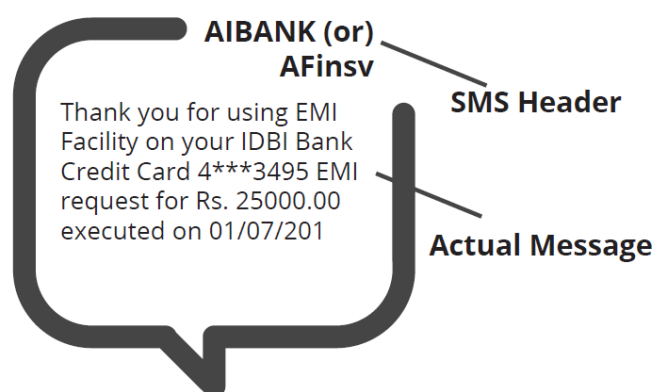 AIBANK (or)
AFinsv
SMS Header
Thank you for using EMI
Facility on your IDBI Bank
Credit Card 4***3495 EMI
request for Rs. 25000.00
executed on 01/07/201
Actual Message